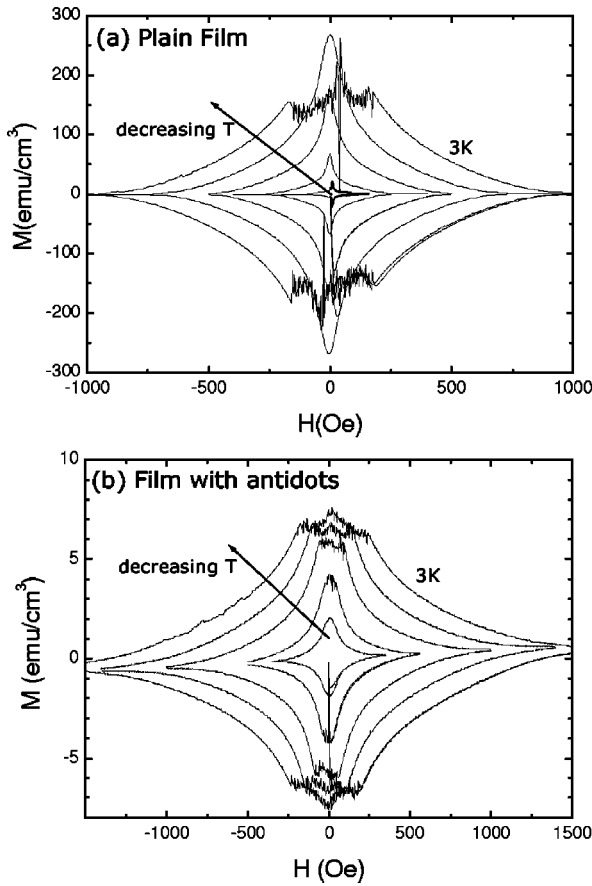 (a) Plain Film
decreasing T
3K
M(emu/cm³)
300
200
100
0
-100
-200
-300
-1000
-500
0
500
1000
H(Oe)
(b) Film with antidots
decreasing T
3K
M (emu/cm³)
10
5
0
-5
-1000
-500
0
500
1000
1500
H (Oe)